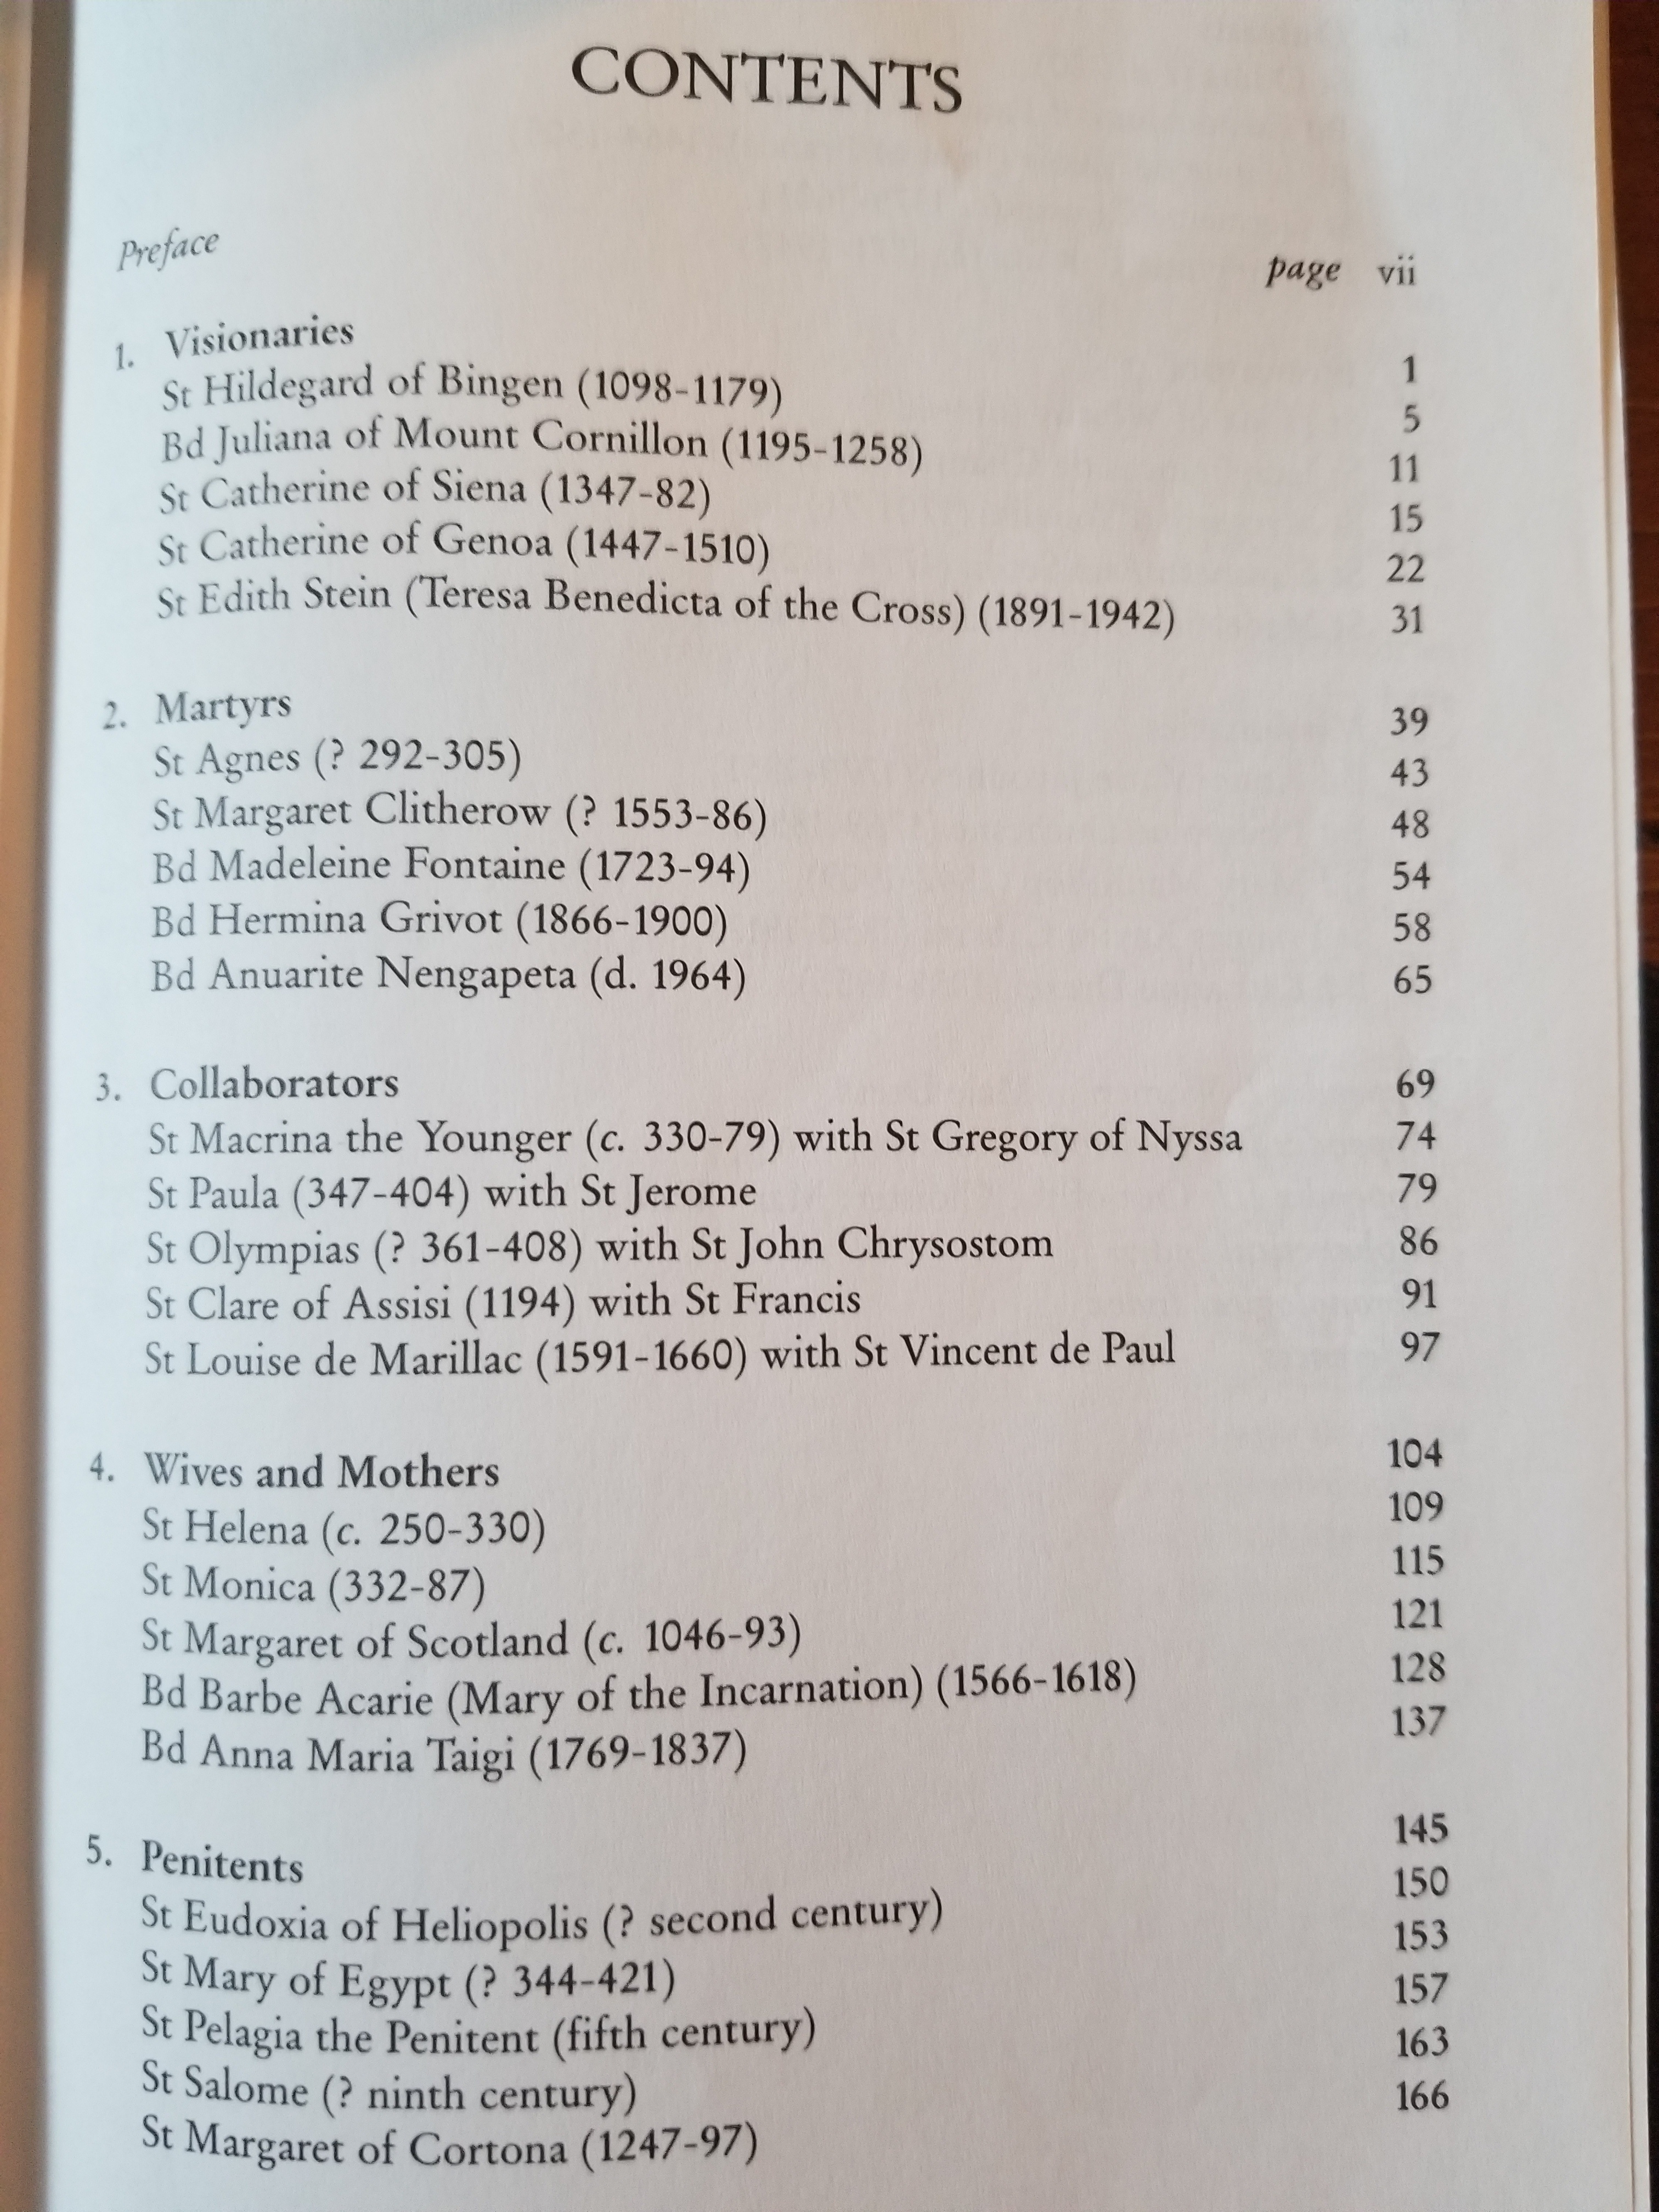 CONTENTS
Preface page vii
1. Visionaries 1
St Hildegard of Bingen (1098-1179) 5
Bd Juliana of Mount Cornillon (1195-1258) 11
St Catherine of Siena (1347-82) 15
St Catherine of Genoa (1447-1510) 22
St Edith Stein (Teresa Benedicta of the Cross) (1891-1942) 31
2. Martyrs 39
St Agnes (? 292-305) 43
St Margaret Clitherow (? 1553-86) 48
Bd Madeleine Fontaine (1723-94) 54
Bd Hermina Grivot (1866-1900) 58
Bd Anuarite Nengapeta (d. 1964) 65
3. Collaborators 69
St Macrina the Younger (c. 330-79) with St Gregory of Nyssa 74
St Paula (347-404) with St Jerome 79
St Olympias (? 361-408) with St John Chrysostom 86
St Clare of Assisi (1194) with St Francis 91
St Louise de Marillac (1591-1660) with St Vincent de Paul 97
4. Wives and Mothers 104
St Helena (c. 250-330) 109
St Monica (332-87) 115
St Margaret of Scotland (c. 1046-93) 121
Bd Barbe Acarie (Mary of the Incarnation) (1566-1618) 128
Bd Anna Maria Taigi (1769-1837) 137
5. Penitents 145
St Eudoxia of Heliopolis (? second century) 150
St Mary of Egypt (? 344-421) 153
St Pelagia the Penitent (fifth century) 157
St Salome (? ninth century) 163
St Margaret of Cortona (1247-97) 166